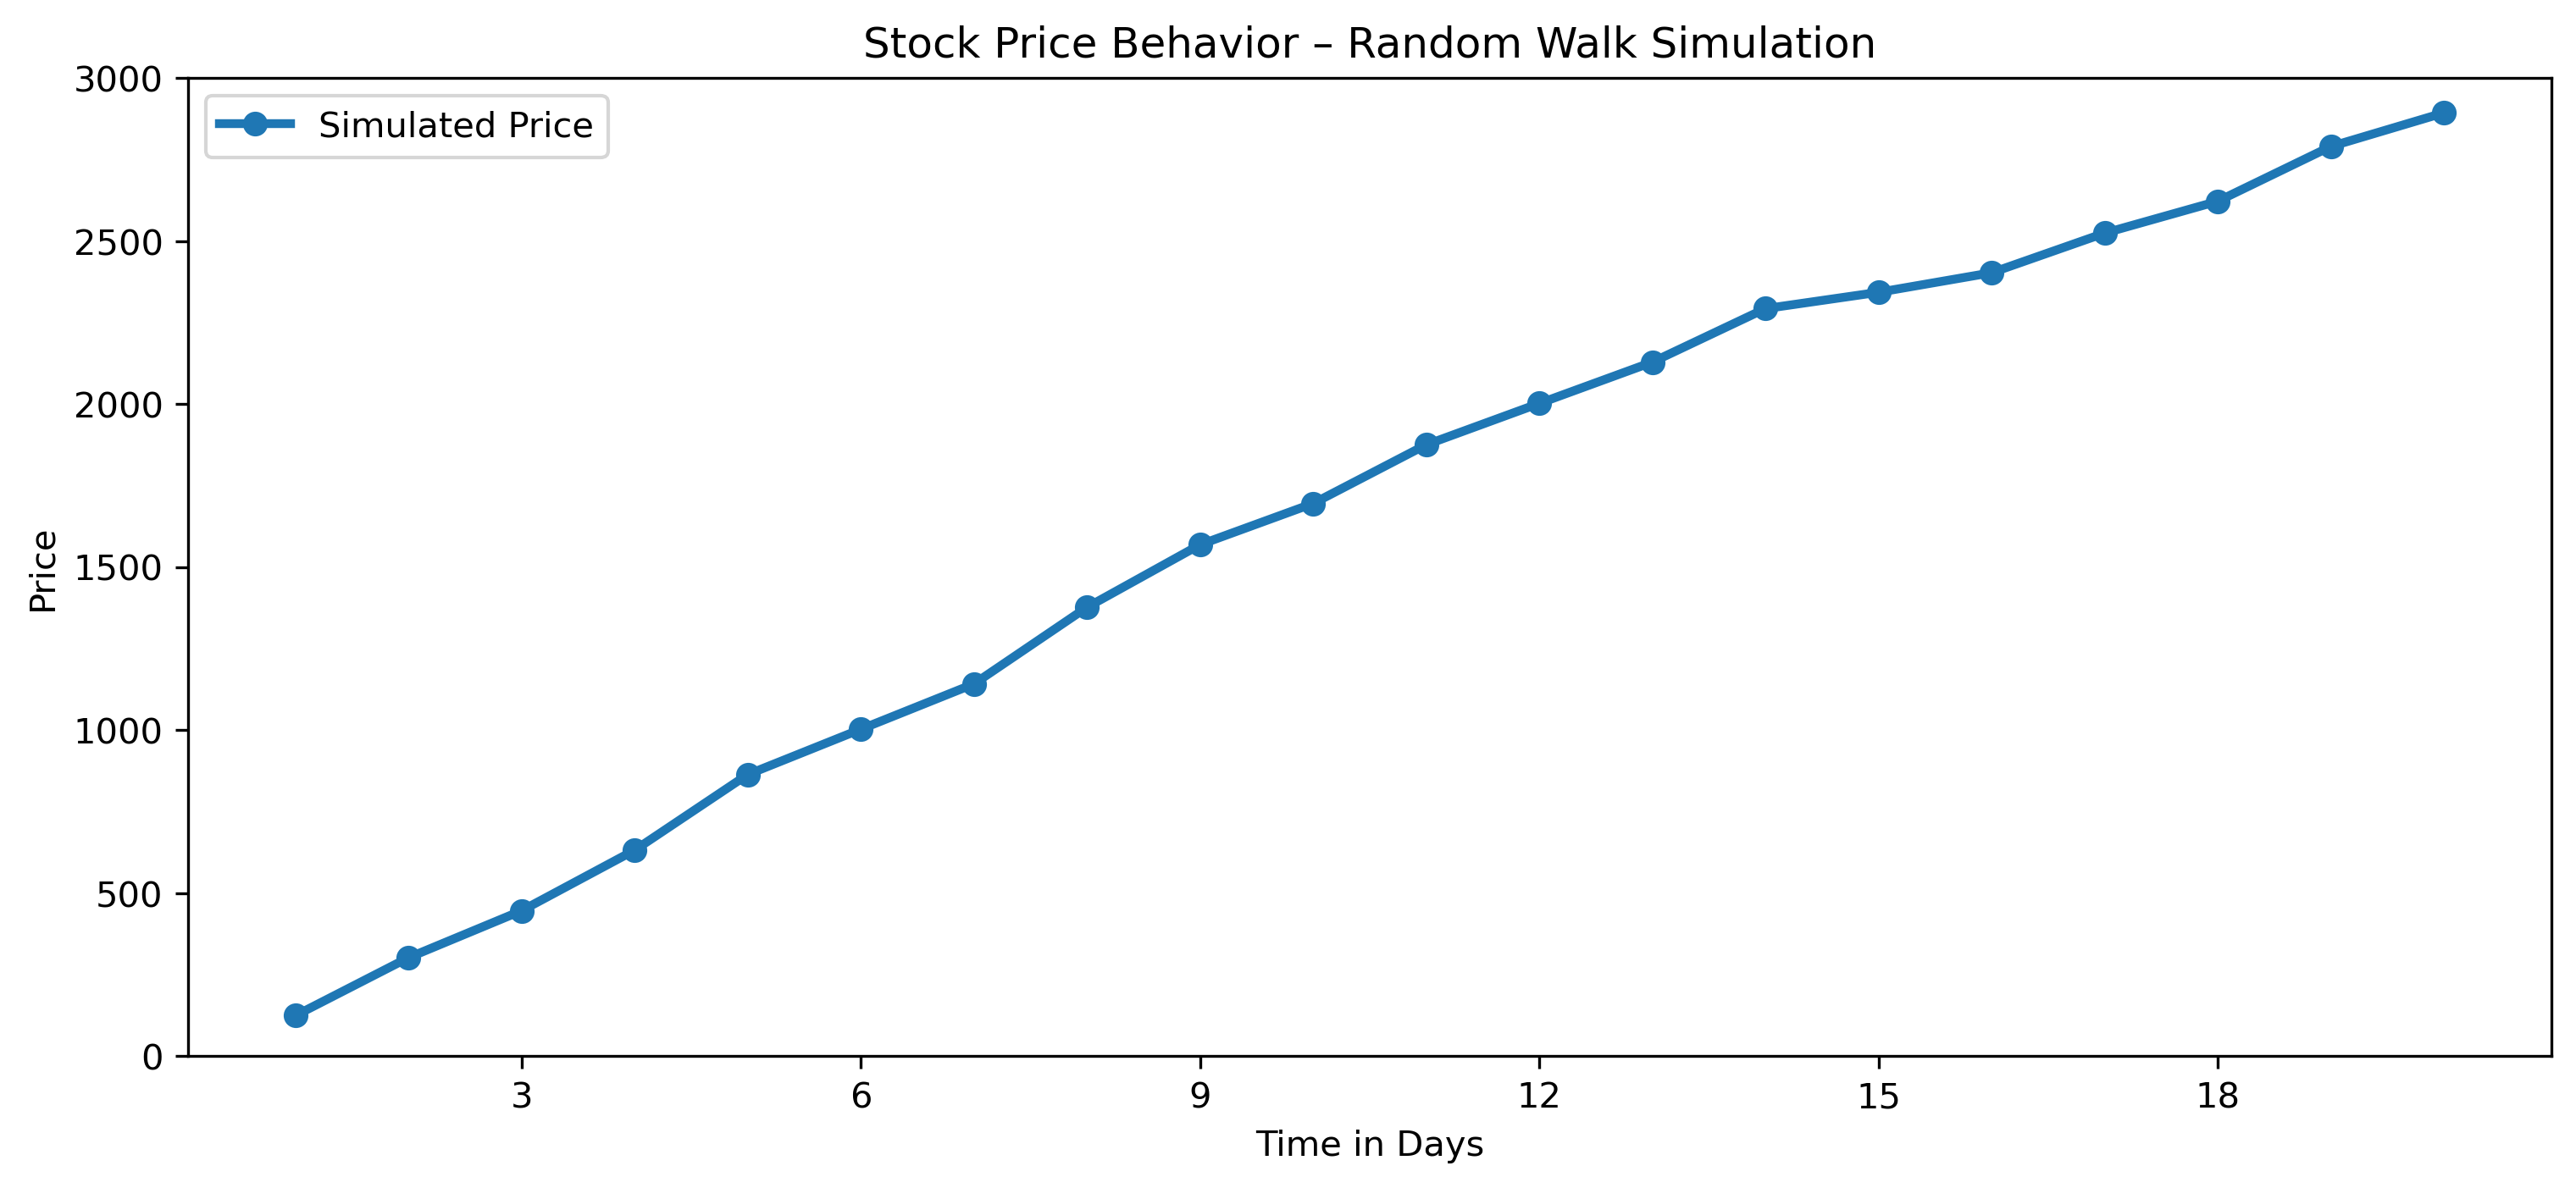 Stock Price Behavior – Random Walk Simulation
Simulated Price
3000
2500
2000
1500
1000
500
0
Price
3 6 9 12 15 18
Time in Days